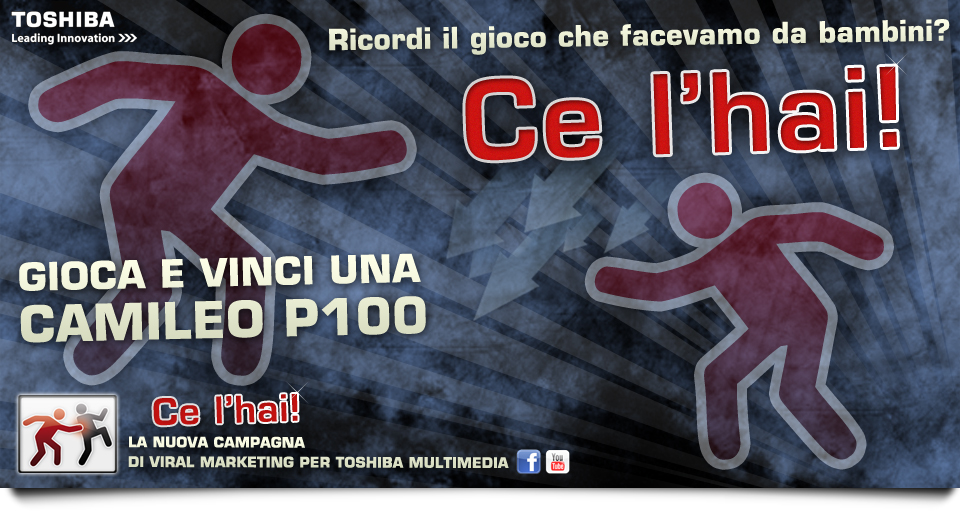 TOSHIBA
Leading Innovation >>>
Ricordi il gioco che facevamo da bambini?
Ce l'hai!
GIOCA E VINCI UNA
CAMILEO P100
Ce l'hai!
LA NUOVA CAMPAGNA
DI VIRAL MARKETING PER TOSHIBA MULTIMEDIA f You Tube